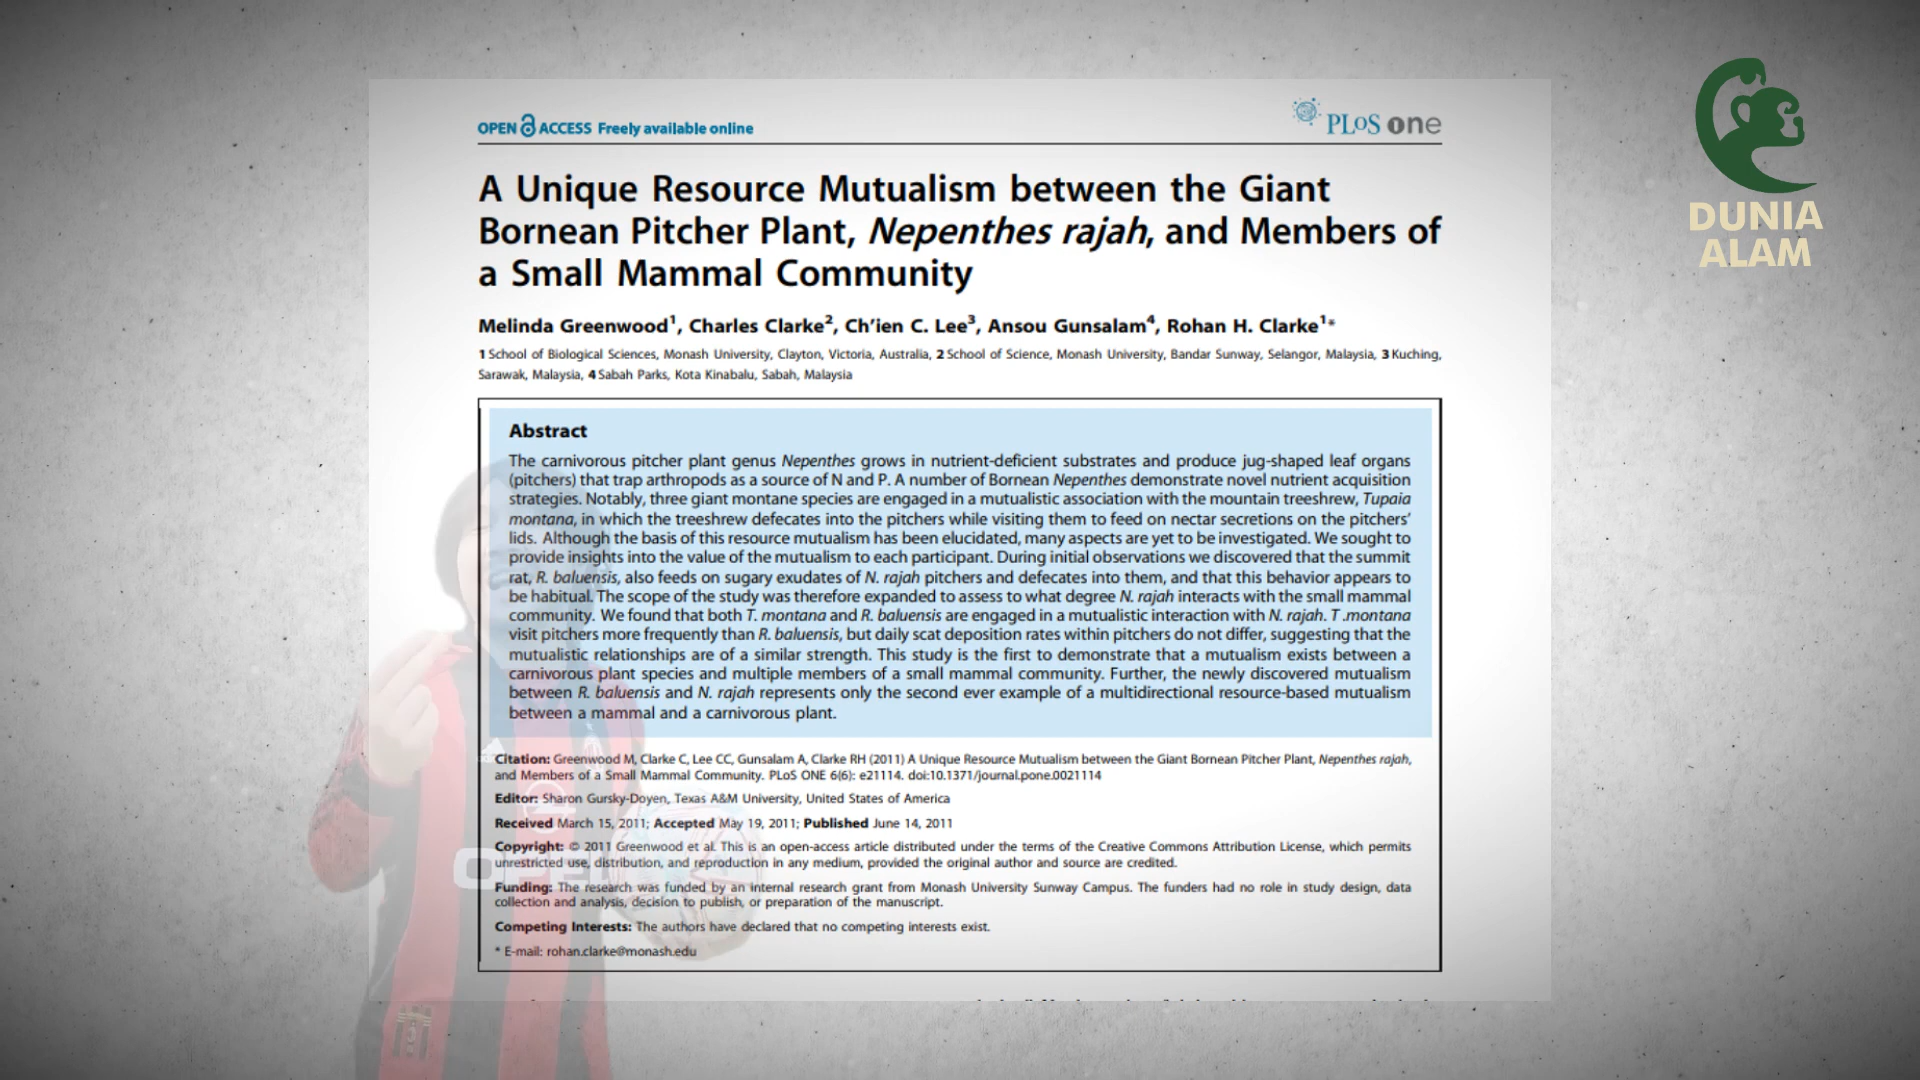 OPEN ACCESS Freely available online
PLoS one
DUNIA
ALAM
A Unique Resource Mutualism between the Giant
Bornean Pitcher Plant, Nepenthes rajah, and Members of
a Small Mammal Community
Melinda Greenwood1, Charles Clarke2, Ch'ien C. Lee3, Ansou Gunsalam4, Rohan H. Clarke1*
1 School of Biological Sciences, Monash University, Clayton, Victoria, Australia, 2 School of Science, Monash University, Bandar Sunway, Selangor, Malaysia, 3 Kuching,
Sarawak, Malaysia, 4 Sabah Parks, Kota Kinabalu, Sabah, Malaysia
Abstract
The carnivorous pitcher plant genus Nepenthes grows in nutrient-deficient substrates and produce jug-shaped leaf organs
(pitchers) that trap arthropods as a source of N and P. A number of Bornean Nepenthes demonstrate novel nutrient acquisition
strategies. Notably, three giant montane species are engaged in a mutualistic association with the mountain treeshrew, Tupaia
montana, in which the treeshrew defecates into the pitchers while visiting them to feed on nectar secretions on the pitchers'
lids. Although the basis of this resource mutualism has been elucidated, many aspects are yet to be investigated. We sought to
provide insights into the value of the mutualism to each participant. During initial observations we discovered that the summit
rat, R. baluensis, also feeds on sugary exudates of N. rajah pitchers and defecates into them, and that this behavior appears to
be habitual. The scope of the study was therefore expanded to assess to what degree N. rajah interacts with the small mammal
community. We found that both T. montana and R. baluensis are engaged in a mutualistic interaction with N. rajah. T .montana
visit pitchers more frequently than R. baluensis, but daily scat deposition rates within pitchers do not differ, suggesting that the
mutualistic relationships are of a similar strength. This study is the first to demonstrate that a mutualism exists between a
carnivorous plant species and multiple members of a small mammal community. Further, the newly discovered mutualism
between R. baluensis and N. rajah represents only the second ever example of a multidirectional resource-based mutualism
between a mammal and a carnivorous plant.
Citation: Greenwood M, Clarke C, Lee CC, Gunsalam A, Clarke RH (2011) A Unique Resource Mutualism between the Giant Bornean Pitcher Plant, Nepenthes rajah,
and Members of a Small Mammal Community. PLoS ONE 6(6): e21114. doi:10.1371/journal.pone.0021114
Editor: Sharon Gursky-Doyen, Texas A&M University, United States of America
Received March 15, 2011; Accepted May 19, 2011; Published June 14, 2011
Copyright: © 2011 Greenwood et al. This is an open-access article distributed under the terms of the Creative Commons Attribution License, which permits
unrestricted use, distribution, and reproduction in any medium, provided the original author and source are credited.
Funding: The research was funded by an internal research grant from Monash University Sunway Campus. The funders had no role in study design, data
collection and analysis, decision to publish, or preparation of the manuscript.
Competing Interests: The authors have declared that no competing interests exist.
* E-mail: rohan.clarke@monash.edu